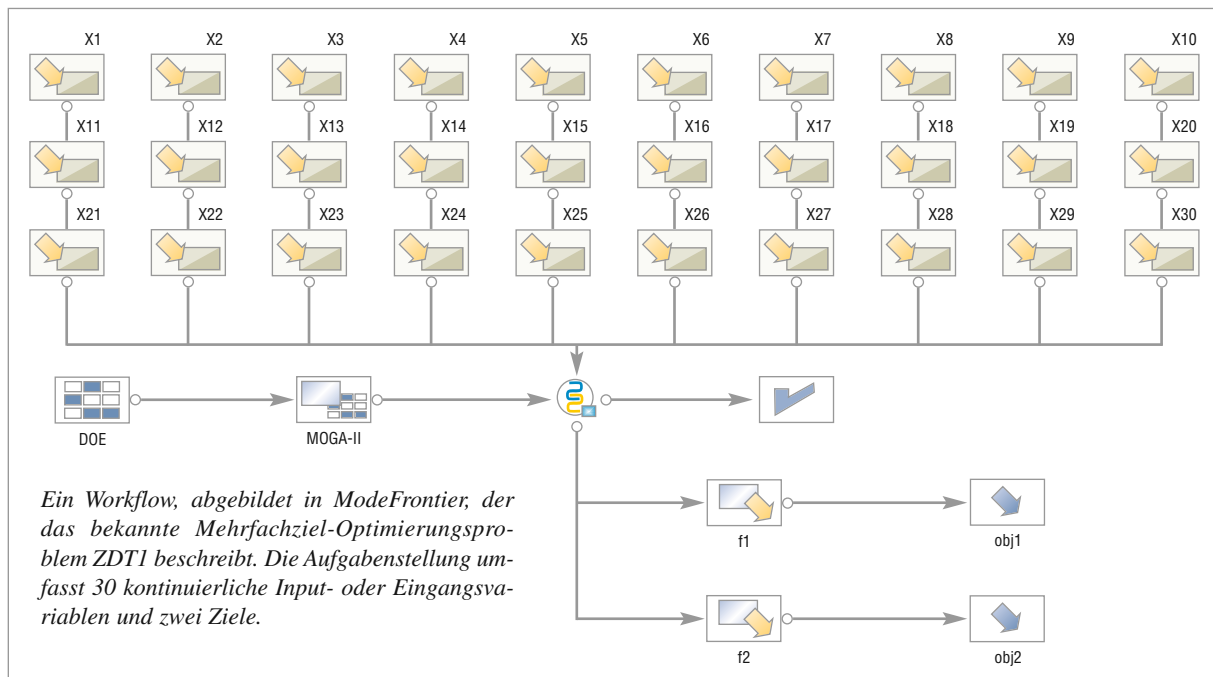 X1 X2 X3 X4 X5 X6 X7 X8 X9 X10
X11 X12 X13 X14 X15 X16 X17 X18 X19 X20
X21 X22 X23 X24 X25 X26 X27 X28 X29 X30
DOE MOGA-II
Ein Workflow, abgebildet in ModeFrontier, der
das bekannte Mehrfachziel-Optimierungspro-
blem ZDT1 beschreibt. Die Aufgabenstellung um-
fasst 30 kontinuierliche Input- oder Eingangsva-
riablen und zwei Ziele.
f1 obj1
f2 obj2